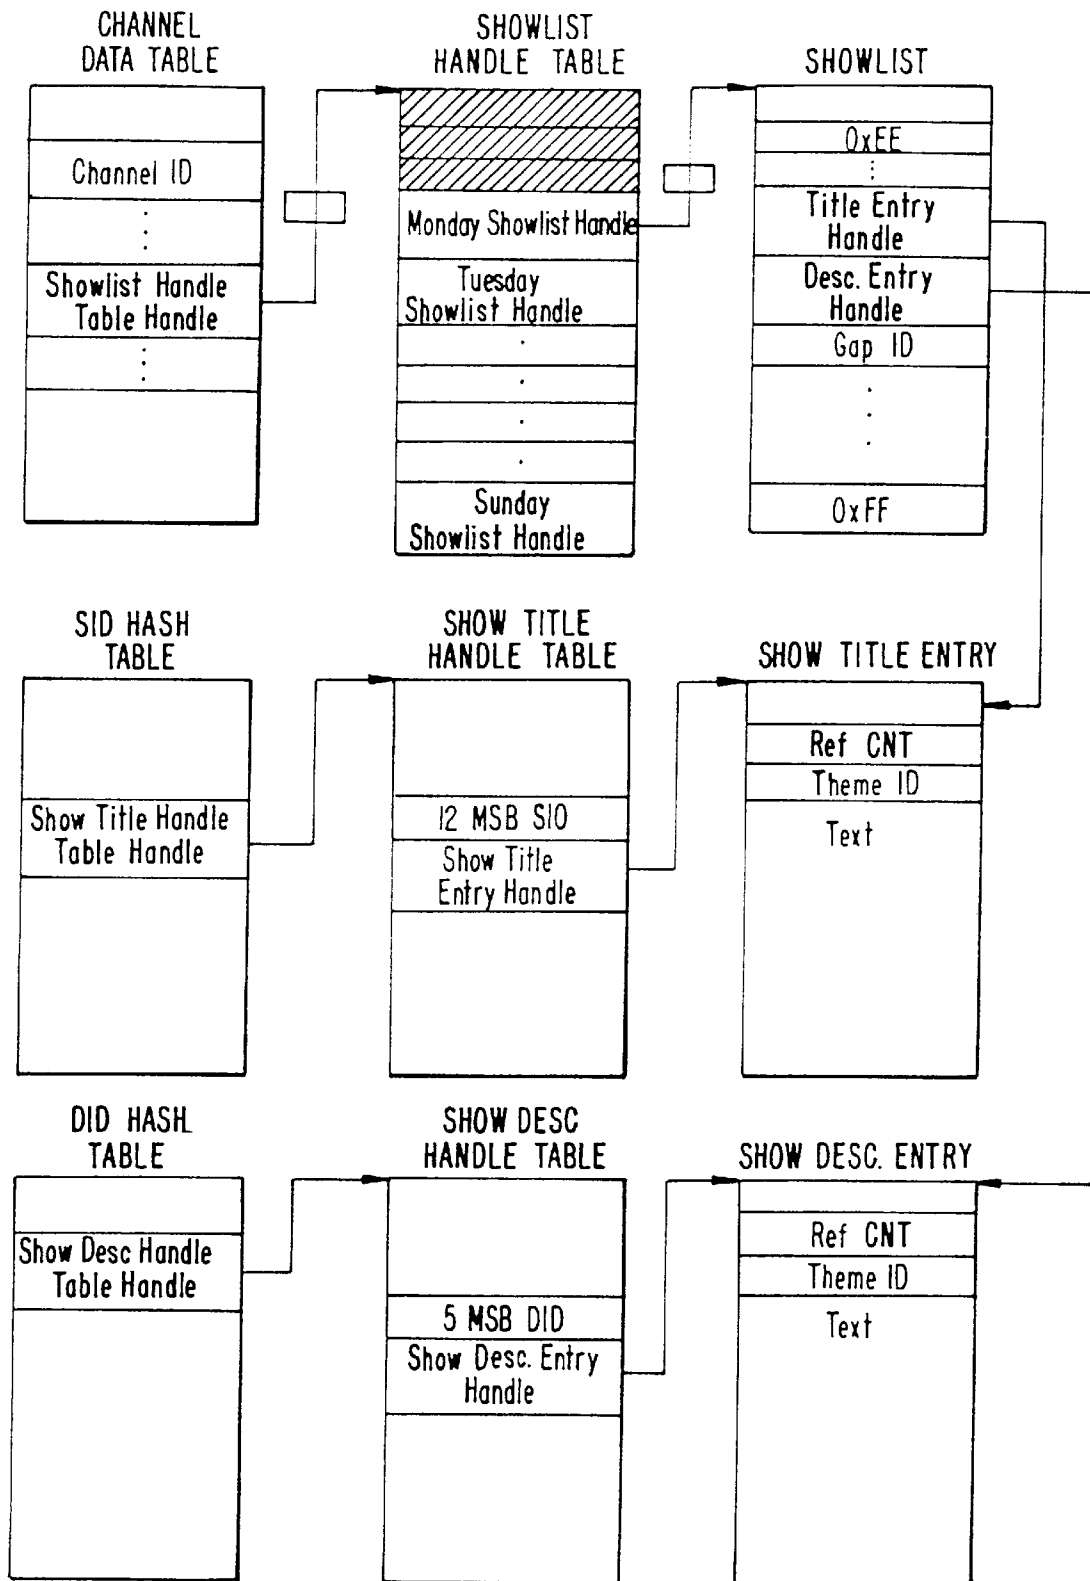 CHANNEL
DATA TABLE
Channel ID
Showlist Handle
Table Handle
SHOWLIST
HANDLE TABLE
Monday Showlist Handle
Tuesday
Showlist Handle
Sunday
Showlist Handle
SHOWLIST
0xEE
Title Entry
Handle
Desc. Entry
Handle
Gap ID
0xFF
SID HASH
TABLE
Show Title Handle
Table Handle
SHOW TITLE
HANDLE TABLE
12 MSB SIO
Show Title
Entry Handle
SHOW TITLE ENTRY
Ref CNT
Theme ID
Text
DID HASH
TABLE
Show Desc Handle
Table Handle
SHOW DESC
HANDLE TABLE
5 MSB DID
Show Desc. Entry
Handle
SHOW DESC. ENTRY
Ref CNT
Theme ID
Text